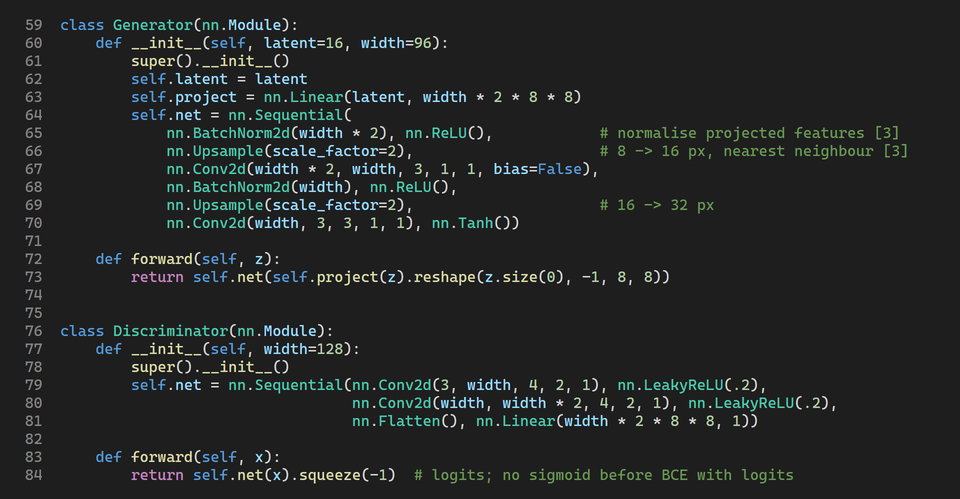 59 class Generator(nn.Module):
60     def __init__(self, latent=16, width=96):
61         super().__init__()
62         self.latent = latent
63         self.project = nn.Linear(latent, width * 2 * 8 * 8)
64         self.net = nn.Sequential(
65             nn.BatchNorm2d(width * 2), nn.ReLU(),            # normalise projected features [3]
66             nn.Upsample(scale_factor=2),                     # 8 -> 16 px, nearest neighbour [3]
67             nn.Conv2d(width * 2, width, 3, 1, 1, bias=False),
68             nn.BatchNorm2d(width), nn.ReLU(),
69             nn.Upsample(scale_factor=2),                     # 16 -> 32 px
70             nn.Conv2d(width, 3, 3, 1, 1), nn.Tanh())
71
72     def forward(self, z):
73         return self.net(self.project(z).reshape(z.size(0), -1, 8, 8))
74
75
76 class Discriminator(nn.Module):
77     def __init__(self, width=128):
78         super().__init__()
79         self.net = nn.Sequential(nn.Conv2d(3, width, 4, 2, 1), nn.LeakyReLU(.2),
80                                  nn.Conv2d(width, width * 2, 4, 2, 1), nn.LeakyReLU(.2),
81                                  nn.Flatten(), nn.Linear(width * 2 * 8 * 8, 1))
82
83     def forward(self, x):
84         return self.net(x).squeeze(-1)  # logits; no sigmoid before BCE with logits